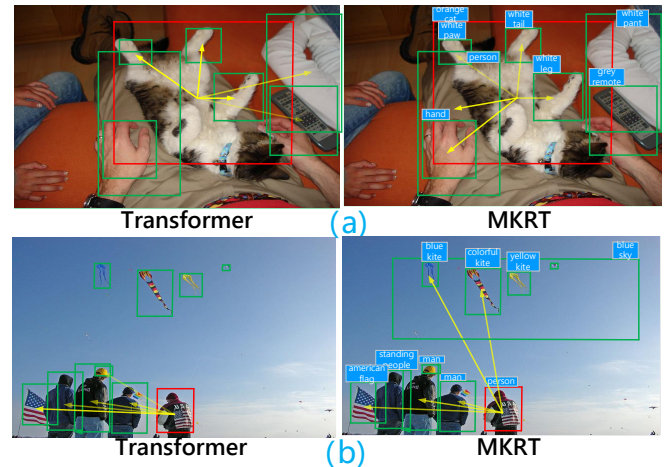 orange
cat
white
tail
white
pant
white
paw
person
white
leg
grey
remote
hand
Transformer
(a)
MKRT
blue
kite
colorful
kite
yellow
kite
blue
sky
standing
people
man
american
flag
man
person
Transformer
(b)
MKRT